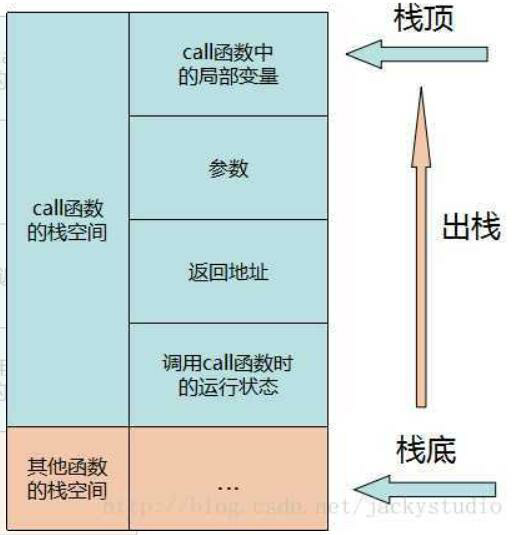 栈顶
call函数中
的局部变量
参数
call函数
的栈空间
出栈
返回地址
调用call函数时
的运行状态
栈底
其他函数
的栈空间
...
http://blog.csdn.net/jackystudio